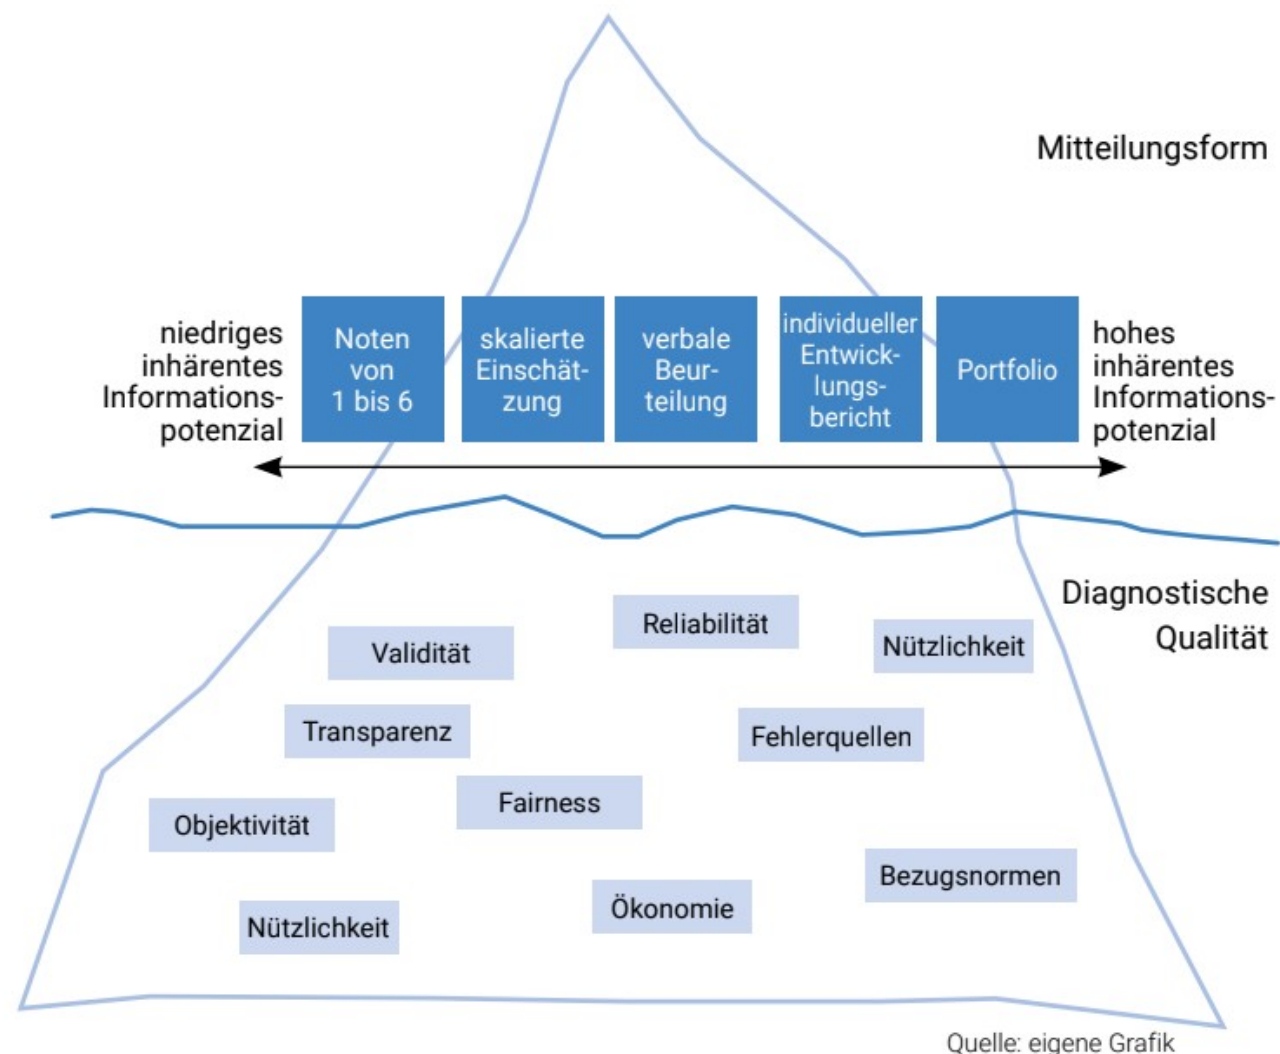 Mitteilungsform
niedriges
inhärentes
Informations-
potenzial
Noten
von
1 bis 6
skalierte
Einschät-
zung
verbale
Beur-
teilung
individueller
Entwick-
lungs-
bericht
Portfolio
hohes
inhärentes
Informations-
potenzial
Diagnostische
Qualität
Reliabilität
Validität
Nützlichkeit
Transparenz
Fehlerquellen
Fairness
Objektivität
Bezugsnormen
Ökonomie
Nützlichkeit
Quelle: eigene Grafik